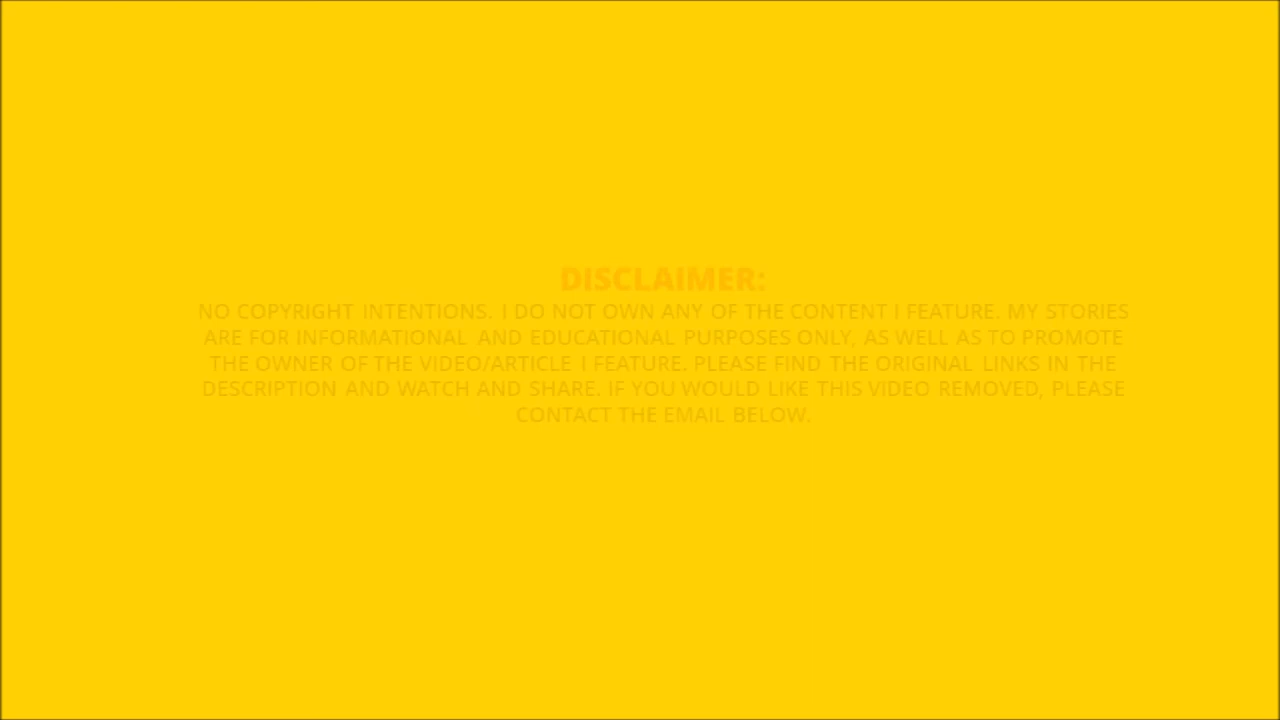 DISCLAIMER:
NO COPYRIGHT INTENTIONS. I DO NOT OWN ANY OF THE CONTENT I FEATURE. MY STORIES
ARE FOR INFORMATIONAL AND EDUCATIONAL PURPOSES ONLY, AS WELL AS TO PROMOTE
THE OWNER OF THE VIDEO/ARTICLE I FEATURE. PLEASE FIND THE ORIGINAL LINKS IN THE
DESCRIPTION AND WATCH AND SHARE. IF YOU WOULD LIKE THIS VIDEO REMOVED, PLEASE
CONTACT THE EMAIL BELOW.